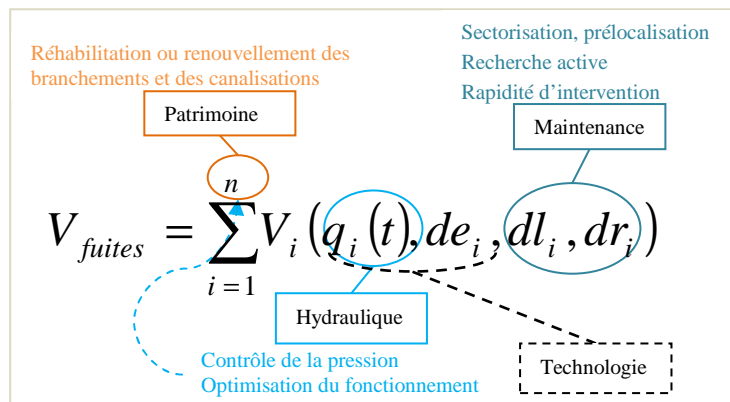 Sectorisation, prélocalisation
Réhabilitation ou renouvellement des
branchements et des canalisations
Recherche active
Rapidité d'intervention
Patrimoine
Maintenance
n
V_fuites = ∑ V_i (q_i (t), de_i, dl_i, dr_i)
i = 1
Hydraulique
Contrôle de la pression
Optimisation du fonctionnement
Technologie